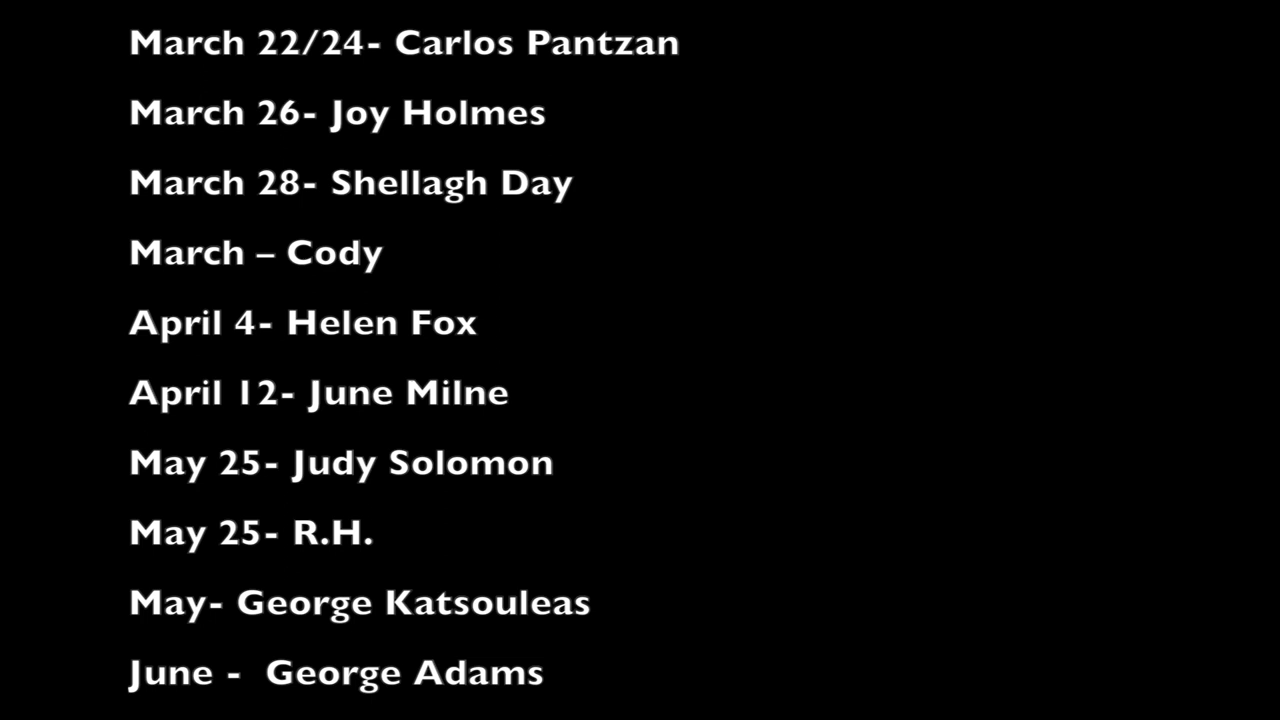 March 22/24- Carlos Pantzan
March 26- Joy Holmes
March 28- Shellagh Day
March – Cody
April 4- Helen Fox
April 12- June Milne
May 25- Judy Solomon
May 25- R.H.
May- George Katsouleas
June -  George Adams